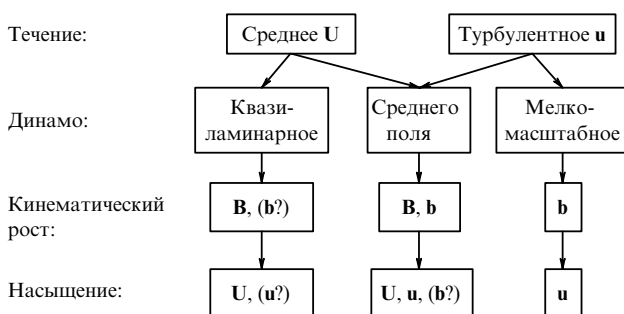 Течение:
Среднее U
Турбулентное u
Динамо:
Квази-
ламинарное
Среднего
поля
Мелко-
масштабное
Кинематический
рост:
B, (b?)
B, b
b
Насыщение:
U, (u?)
U, u, (b?)
u